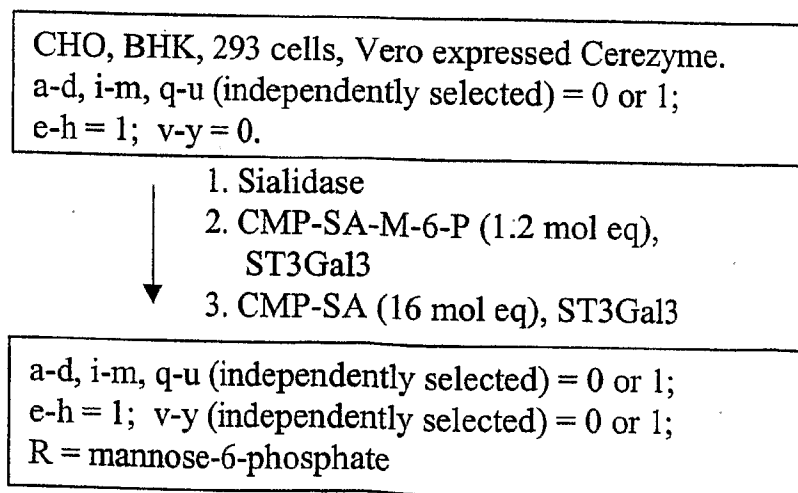 CHO, BHK, 293 cells, Vero expressed Cerezyme.
a-d, i-m, q-u (independently selected) = 0 or 1;
e-h = 1; v-y = 0.
1. Sialidase
2. CMP-SA-M-6-P (1.2 mol eq),
ST3Gal3
3. CMP-SA (16 mol eq), ST3Gal3
a-d, i-m, q-u (independently selected) = 0 or 1;
e-h = 1; v-y (independently selected) = 0 or 1;
R = mannose-6-phosphate